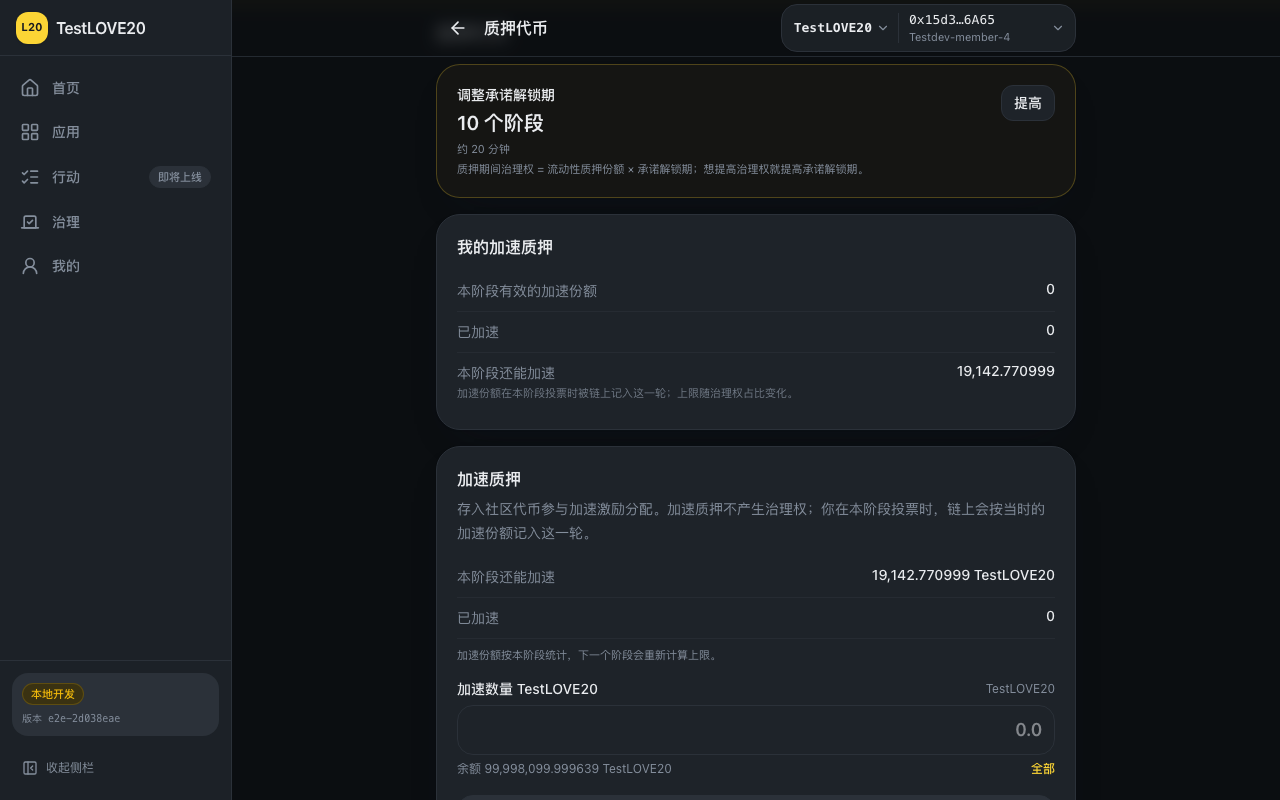 L20 TestLOVE20
首页
应用
行动 即将上线
治理
我的
本地开发
版本 e2e-2d038eae
收起侧栏
质押代币
TestLOVE20
0x15d3…6A65
Testdev-member-4
调整承诺解锁期
10 个阶段
约 20 分钟
质押期间治理权 = 流动性质押份额 × 承诺解锁期；想提高治理权就提高承诺解锁期。
提高
我的加速质押
本阶段有效的加速份额 0
已加速 0
本阶段还能加速 19,142.770999
加速份额在本阶段投票时被链上记入这一轮；上限随治理权占比变化。
加速质押
存入社区代币参与加速激励分配。加速质押不产生治理权；你在本阶段投票时，链上会按当时的
加速份额记入这一轮。
本阶段还能加速 19,142.770999 TestLOVE20
已加速 0
加速份额按本阶段统计，下一个阶段会重新计算上限。
加速数量 TestLOVE20 TestLOVE20
0.0
余额 99,998,099.999639 TestLOVE20 全部